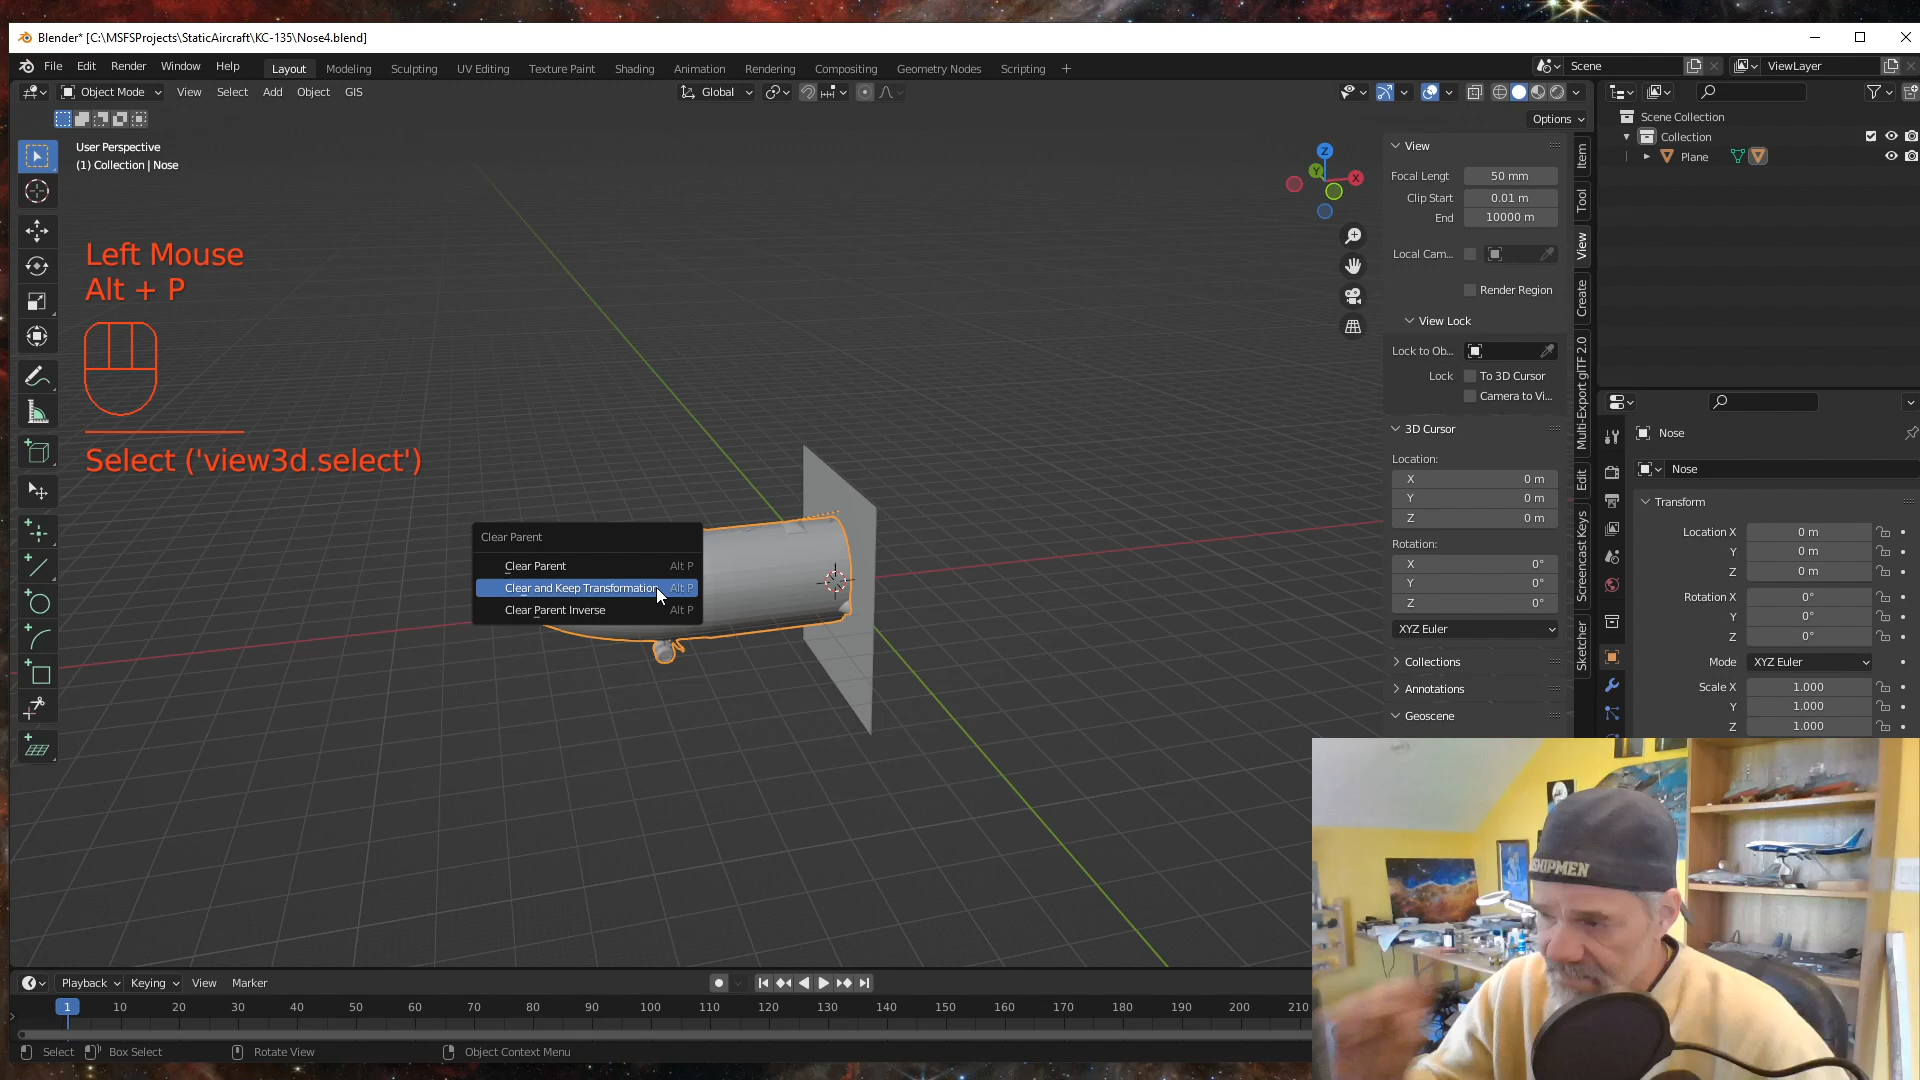 Blender* [C:\MSFSProjects\StaticAircraft\KC-135\Nose4.blend]
File Edit Render Window Help
Layout Modeling Sculpting UV Editing Texture Paint Shading Animation Rendering Compositing Geometry Nodes Scripting
Scene
ViewLayer
Object Mode View Select Add Object GIS
Global
Options
User Perspective
(1) Collection | Nose
Left Mouse
Alt + P
Select ('view3d.select')
Clear Parent
Clear Parent Alt P
Clear and Keep Transformation Alt P
Clear Parent Inverse Alt P
Z
Y
X
View
Focal Lengt 50 mm
Clip Start 0.01 m
End 10000 m
Local Cam...
Render Region
View Lock
Lock to Ob...
Lock To 3D Cursor
Camera to Vi...
3D Cursor
Location:
X 0 m
Y 0 m
Z 0 m
Rotation:
X 0°
Y 0°
Z 0°
XYZ Euler
Collections
Annotations
Geoscene
Item
Tool
View
Create
Multi-Export glTF 2.0
Edit
Screencast Keys
Sketcher
Scene Collection
Collection
Plane
Nose
Nose
Transform
Location X 0 m
Y 0 m
Z 0 m
Rotation X 0°
Y 0°
Z 0°
Mode XYZ Euler
Scale X 1.000
Y 1.000
Z 1.000
SHIPMEN
Playback Keying View Marker
1 10 20 30 40 50 60 70 80 90 100 110 120 130 140 150 160 170 180 190 200 210
Select Box Select Rotate View Object Context Menu